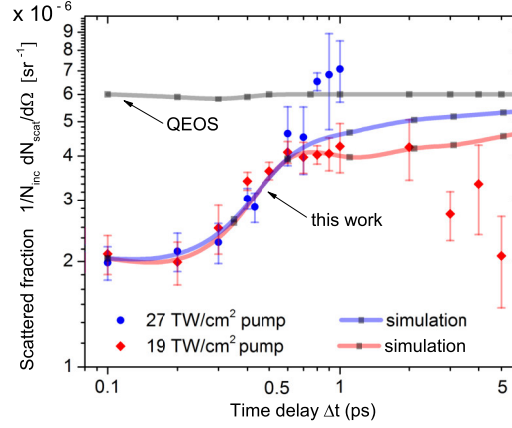 x 10⁻⁶
9
8
7
6
5
4
3
2
1
Scattered fraction 1/N_inc dN_scat/dΩ [sr⁻¹]
QEOS
this work
27 TW/cm² pump simulation
19 TW/cm² pump simulation
0.1 0.5 1 5
Time delay Δt (ps)